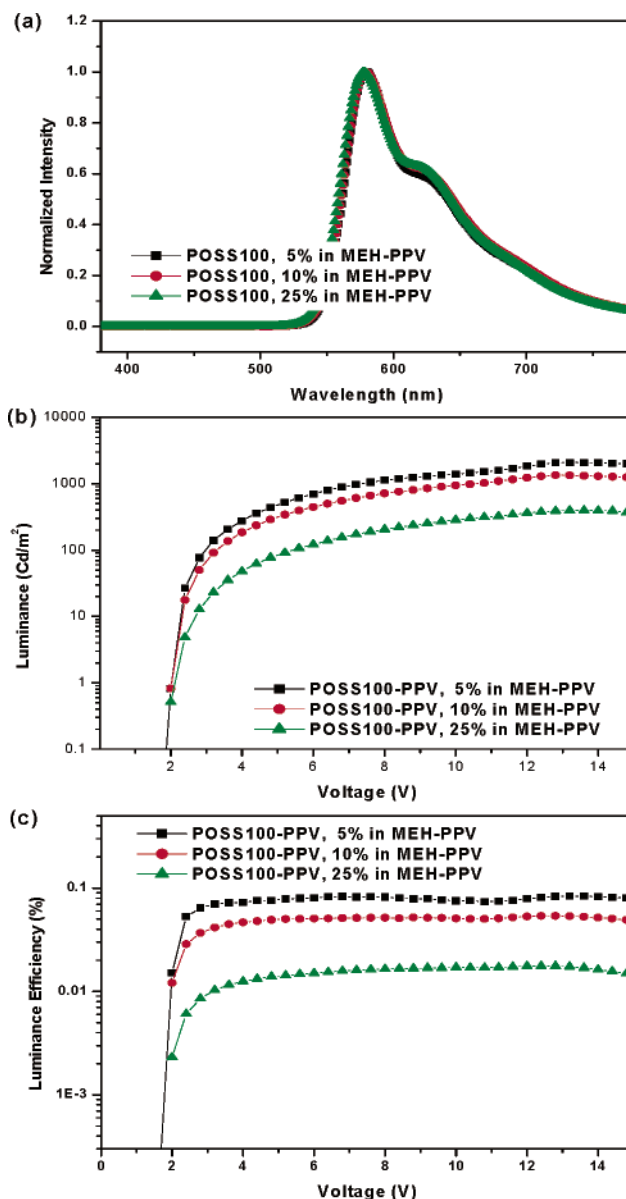 (a)
1.2
1.0
0.8
0.6
0.4
0.2
0.0
Normalized Intensity
POSS100, 5% in MEH-PPV
POSS100, 10% in MEH-PPV
POSS100, 25% in MEH-PPV
400 500 600 700
Wavelength (nm)
(b)
10000
1000
100
10
1
0.1
Luminance (Cd/m²)
POSS100-PPV, 5% in MEH-PPV
POSS100-PPV, 10% in MEH-PPV
POSS100-PPV, 25% in MEH-PPV
2 4 6 8 10 12 14
Voltage (V)
(c)
0.1
0.01
1E-3
Luminance Efficiency (%)
POSS100-PPV, 5% in MEH-PPV
POSS100-PPV, 10% in MEH-PPV
POSS100-PPV, 25% in MEH-PPV
0 2 4 6 8 10 12 14
Voltage (V)